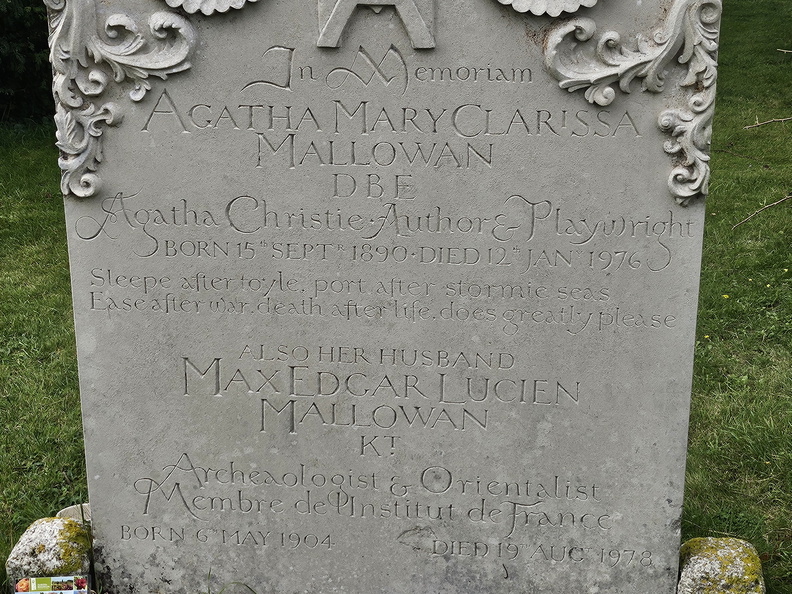 In Memoriam
AGATHA MARY CLARISSA
MALLOWAN
DBE
Agatha Christie · Author & Playwright
BORN 15th SEPTR 1890 · DIED 12th JANY 1976
Sleepe after toyle, port after stormie seas
Ease after war, death after life, does greatly please
ALSO HER HUSBAND
MAX EDGAR LUCIEN
MALLOWAN
KT
Archeaologist & Orientalist
Membre de l'Institut de France
BORN 6th MAY 1904 DIED 19TH AUGT 1978